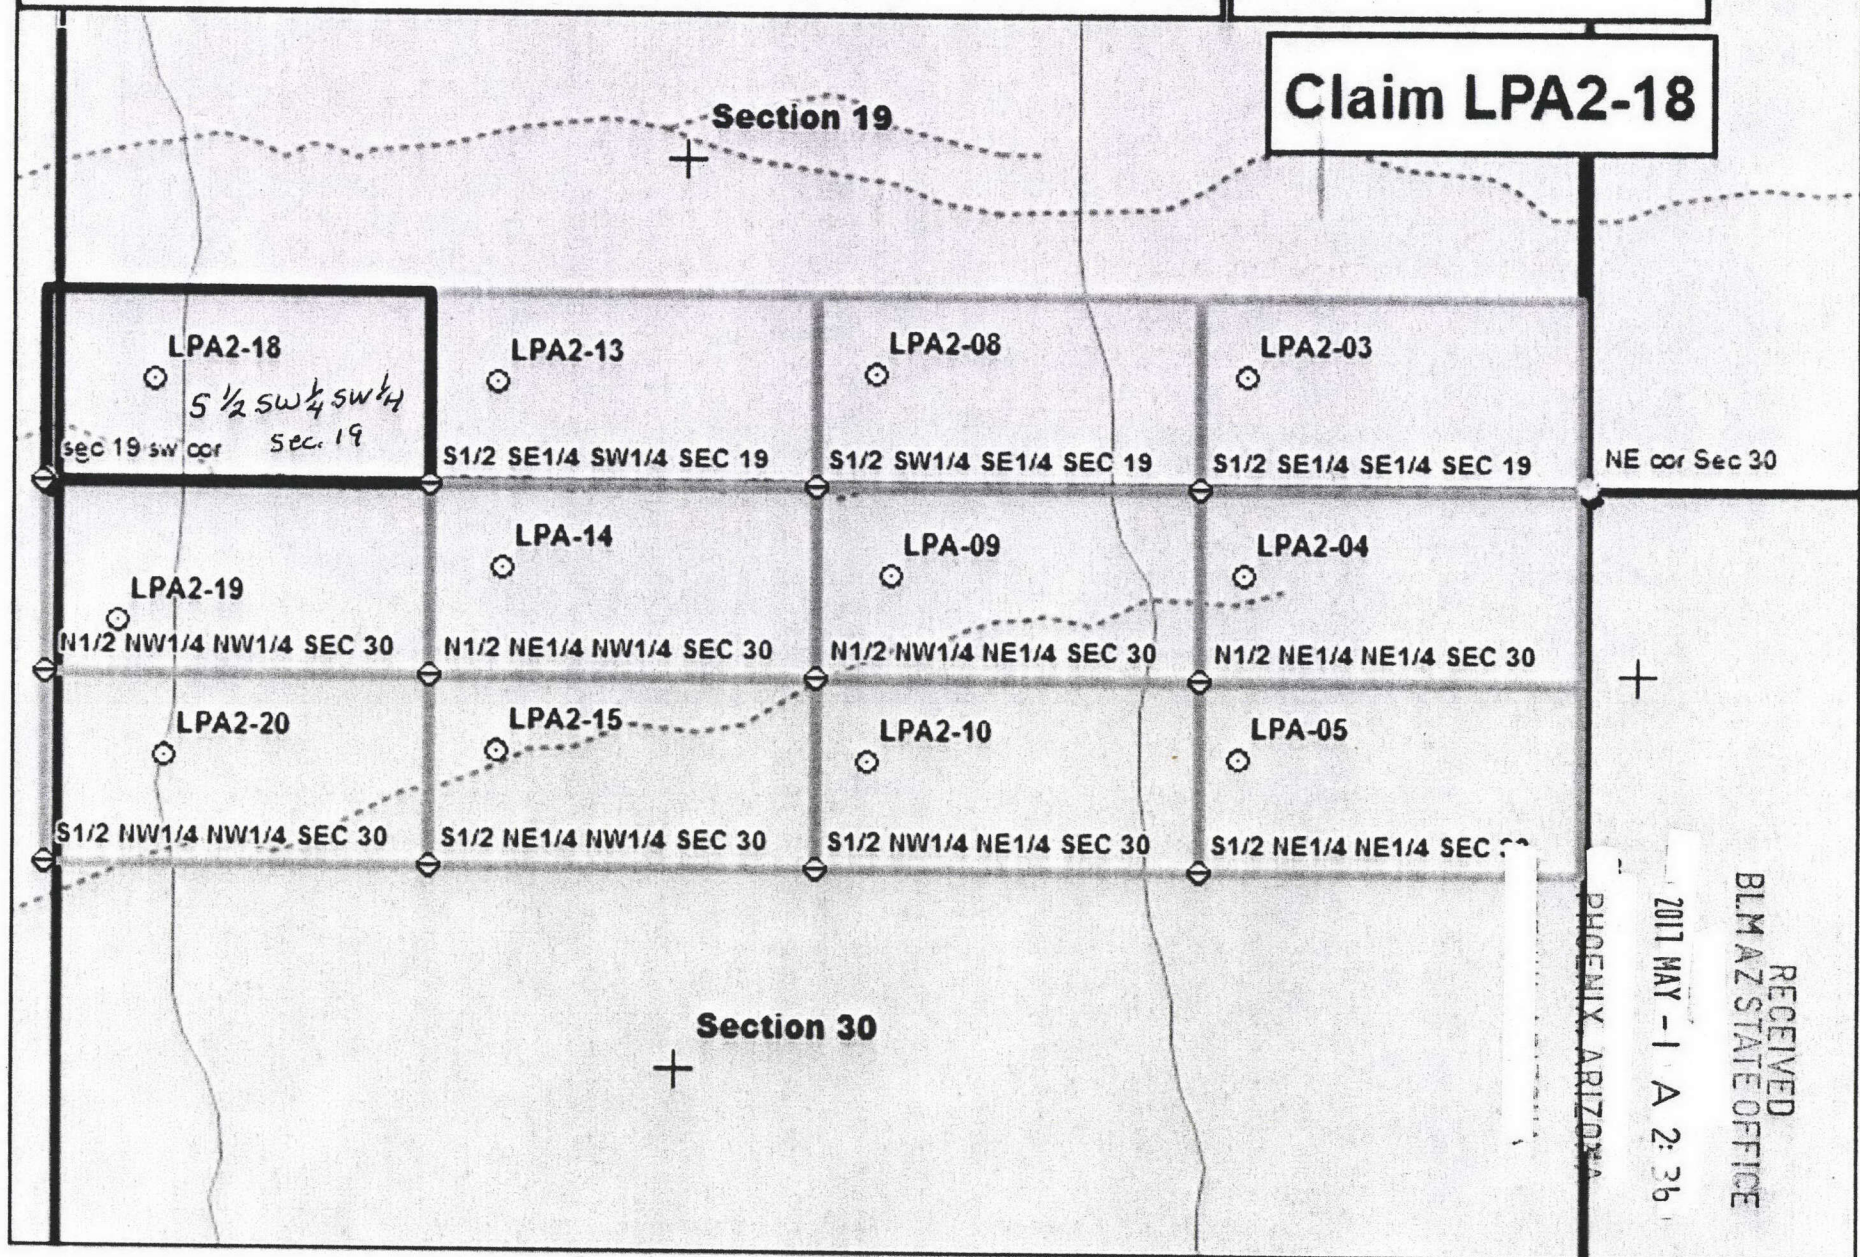 Claim LPA2-18
Section 19
LPA2-18
S 1/2 SW 1/4 SW 1/4
sec. 19
sec 19 sw cor
LPA2-13
S1/2 SE1/4 SW1/4 SEC 19
LPA2-08
S1/2 SW1/4 SE1/4 SEC 19
LPA2-03
S1/2 SE1/4 SE1/4 SEC 19
NE cor Sec 30
LPA2-19
N1/2 NW1/4 NW1/4 SEC 30
LPA-14
N1/2 NE1/4 NW1/4 SEC 30
LPA-09
N1/2 NW1/4 NE1/4 SEC 30
LPA2-04
N1/2 NE1/4 NE1/4 SEC 30
LPA2-20
S1/2 NW1/4 NW1/4 SEC 30
LPA2-15
S1/2 NE1/4 NW1/4 SEC 30
LPA2-10
S1/2 NW1/4 NE1/4 SEC 30
LPA-05
S1/2 NE1/4 NE1/4 SEC
Section 30
RECEIVED
BLM AZ STATE OFFICE
2017 MAY -1 A 2:36
PHOENIX, ARIZONA